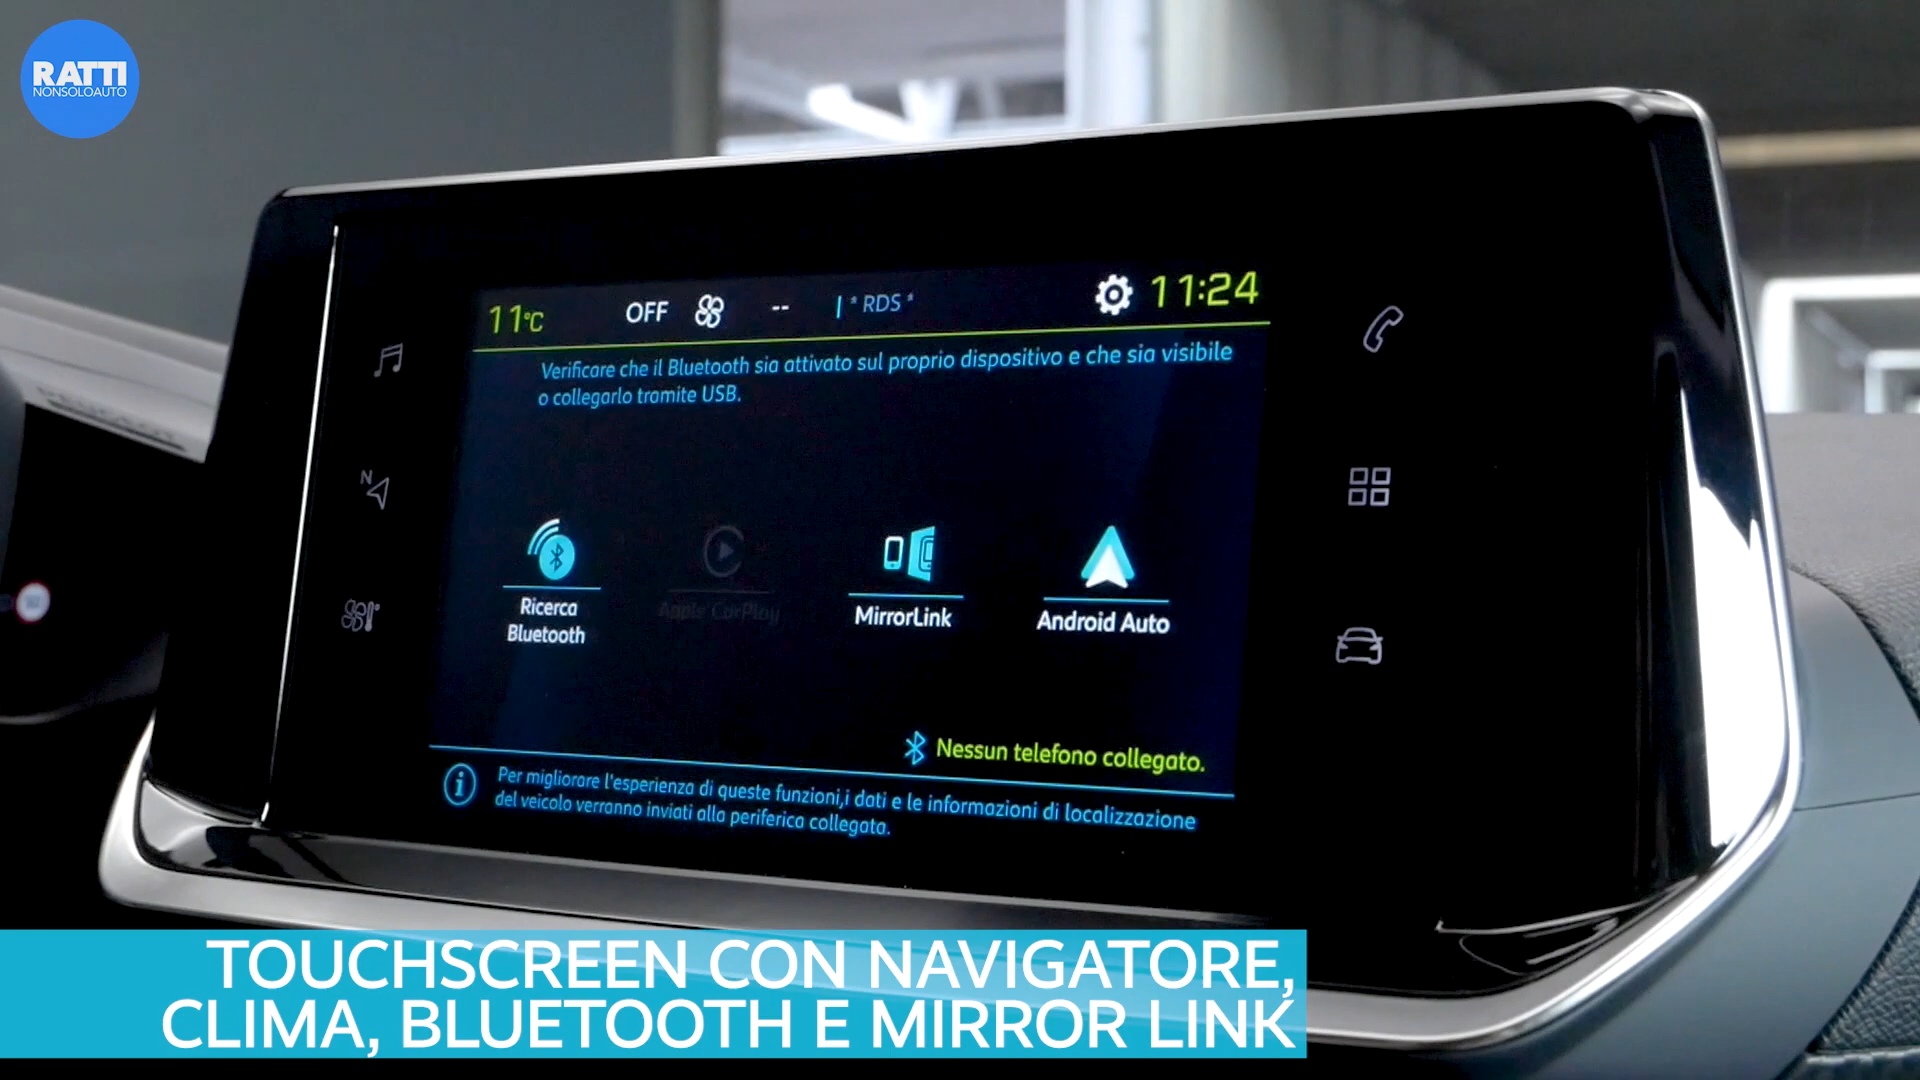 RATTI
NONSOLOAUTO
11°C OFF -- | * RDS * 11:24
Verificare che il Bluetooth sia attivato sul proprio dispositivo e che sia visibile
o collegarlo tramite USB.
N
Ricerca
Bluetooth
Apple CarPlay
MirrorLink
Android Auto
Nessun telefono collegato.
Per migliorare l'esperienza di queste funzioni,i dati e le informazioni di localizzazione
del veicolo verranno inviati alla periferica collegata.
TOUCHSCREEN CON NAVIGATORE,
CLIMA, BLUETOOTH E MIRROR LINK